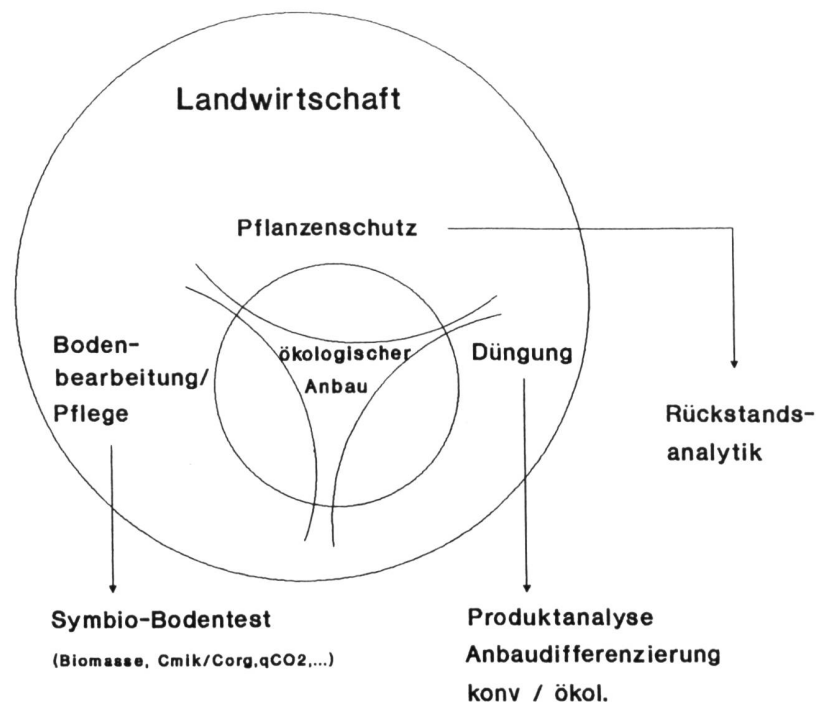 Landwirtschaft
Pflanzenschutz
Boden-
bearbeitung/
Pflege
ökologischer
Anbau
Düngung
Rückstands-
analytik
Symbio-Bodentest
(Biomasse, Cmik/Corg,qCO2,...)
Produktanalyse
Anbaudifferenzierung
konv / ökol.